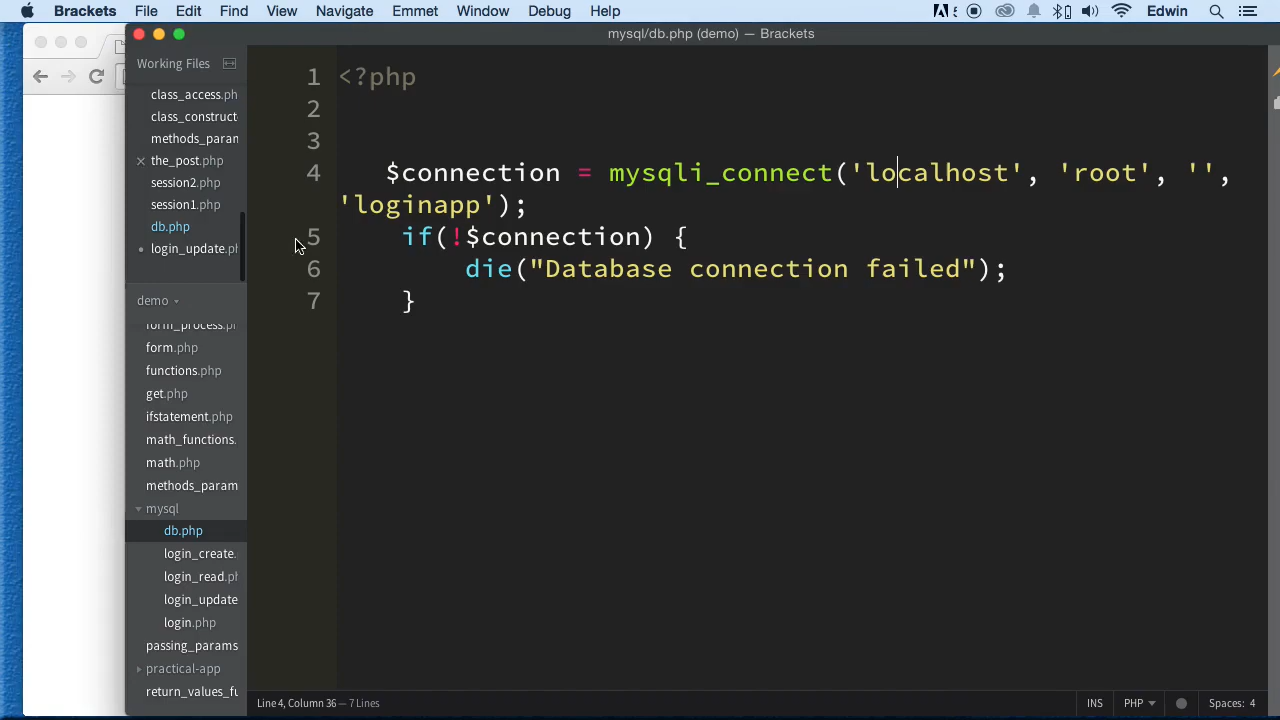 Brackets File Edit Find View Navigate Emmet Window Debug Help
Edwin
mysql/db.php (demo) — Brackets
Working Files
class_access.ph
class_construct
methods_param
the_post.php
session2.php
session1.php
db.php
login_update.ph
demo
form_process.ph
form.php
functions.php
get.php
ifstatement.php
math_functions.
math.php
methods_param
mysql
db.php
login_create.
login_read.ph
login_update
login.php
passing_params
practical-app
return_values_fu
1 <?php
2
3
4 $connection = mysqli_connect('localhost', 'root', '',
'loginapp');
5 if(!$connection) {
6 die("Database connection failed");
7 }
Line 4, Column 36 — 7 Lines
INS PHP Spaces: 4